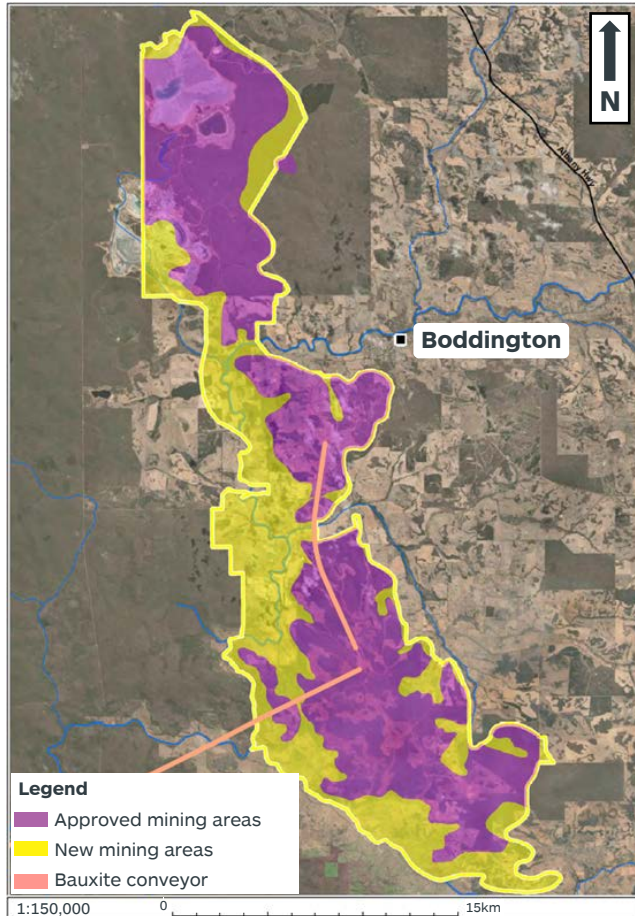 N
Albany Hwy
Boddington
Legend
Approved mining areas
New mining areas
Bauxite conveyor
1:150,000
0
15km